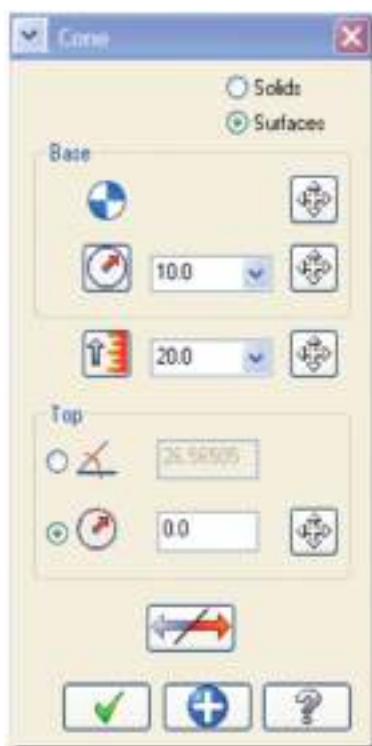 Cone
Solids
Surfaces
Base
10.0
20.0
Top
26.56505
0.0